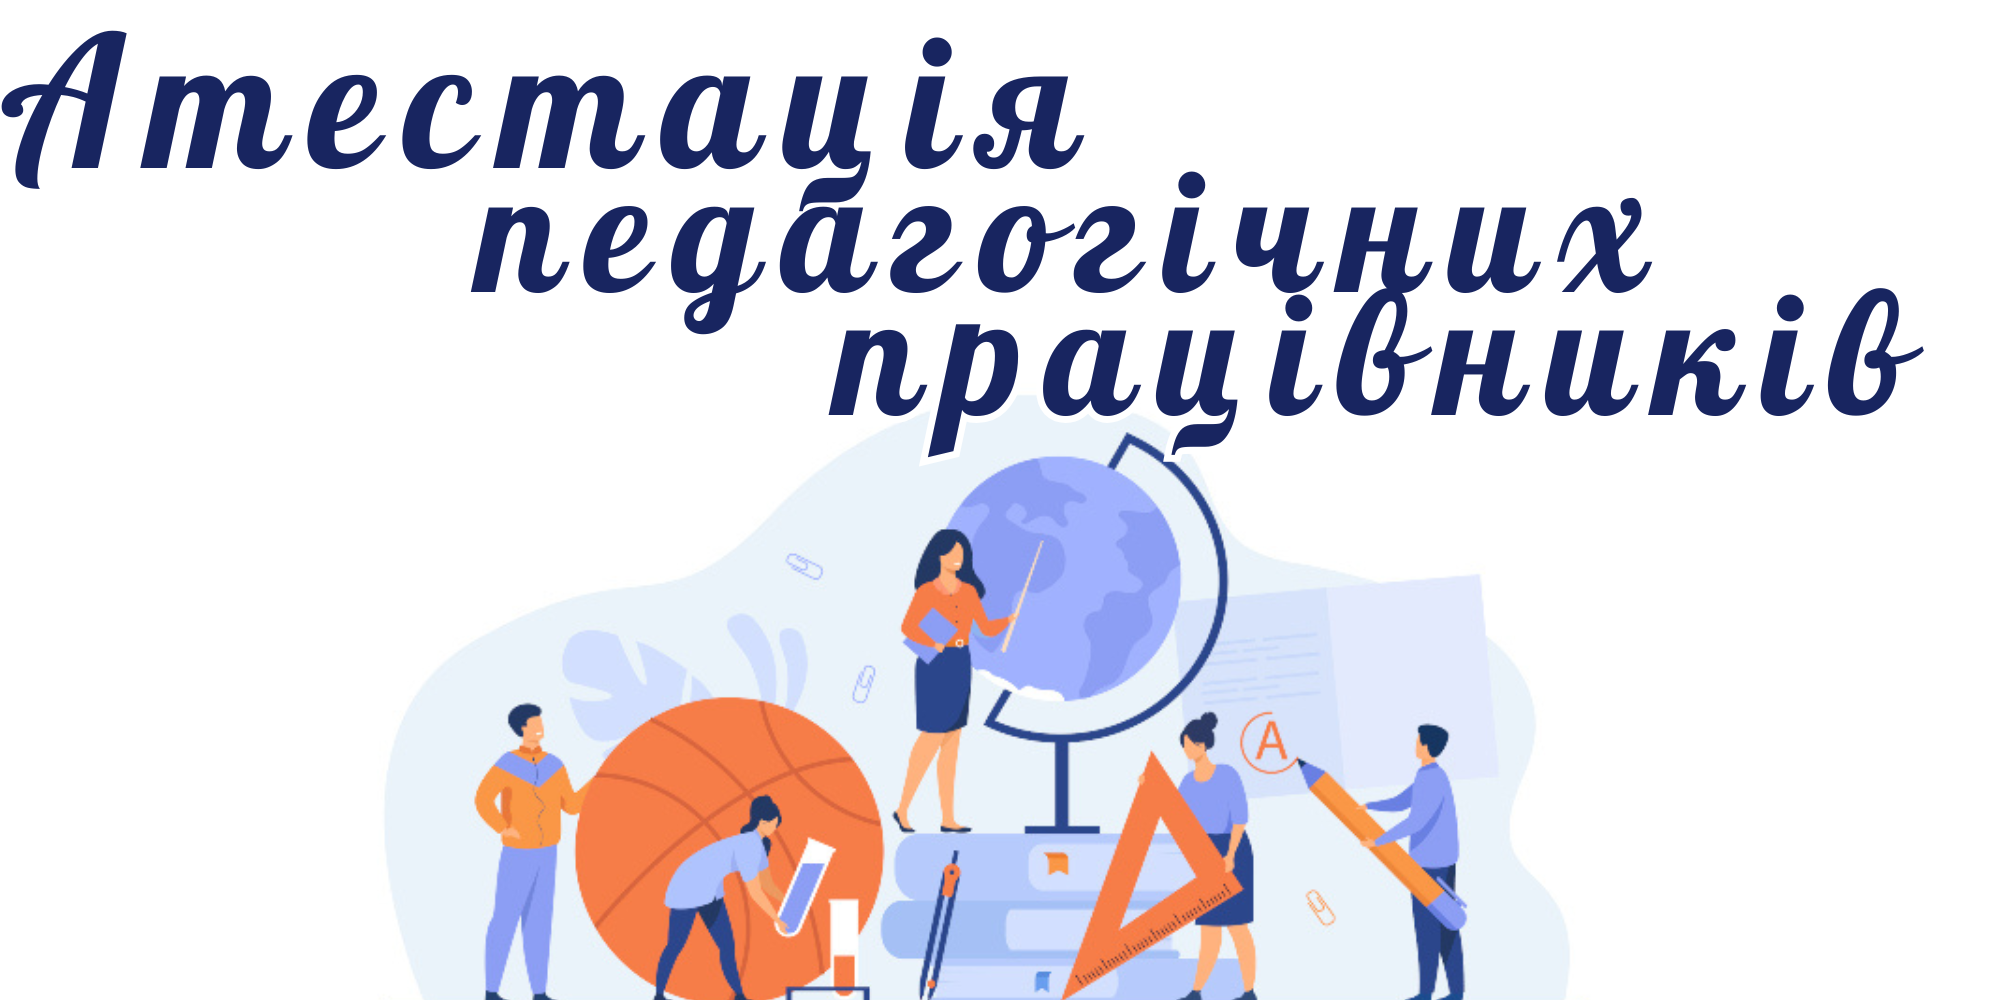 Атестація
педагогічних
працівників
A